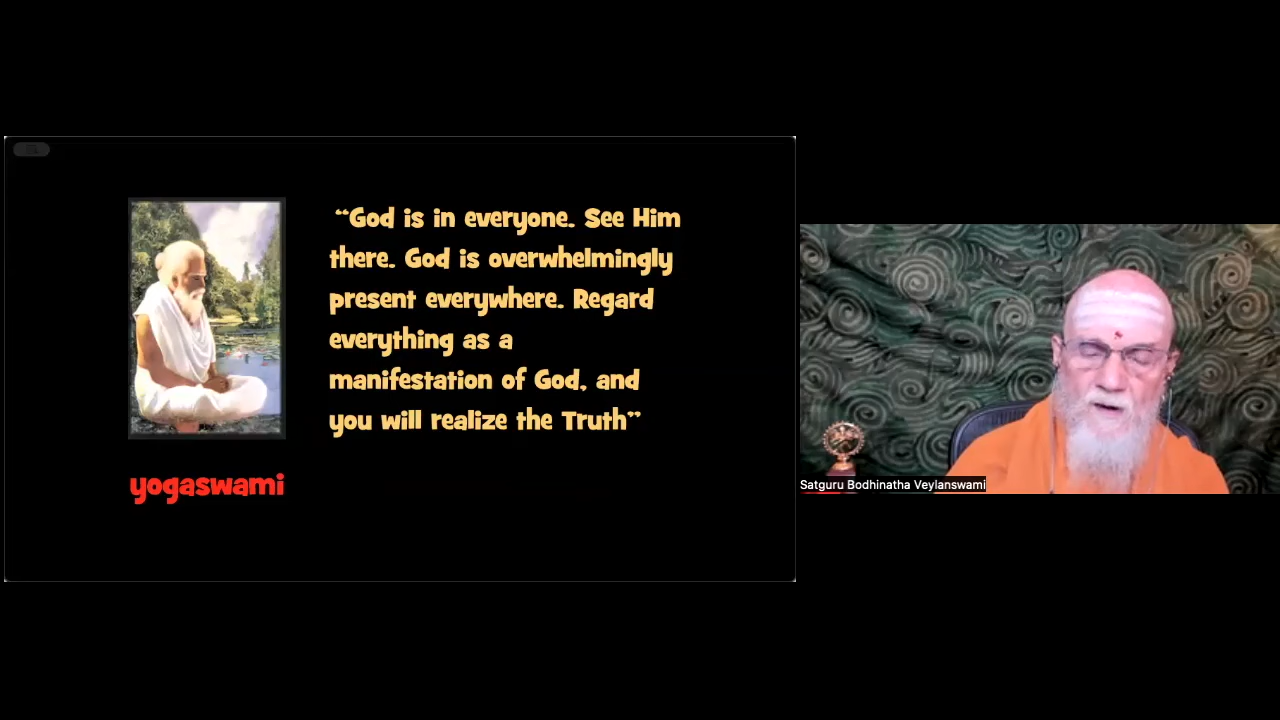 “God is in everyone. See Him
there. God is overwhelmingly
present everywhere. Regard
everything as a
manifestation of God, and
you will realize the Truth”
yogaswami
Satguru Bodhinatha Veylanswami